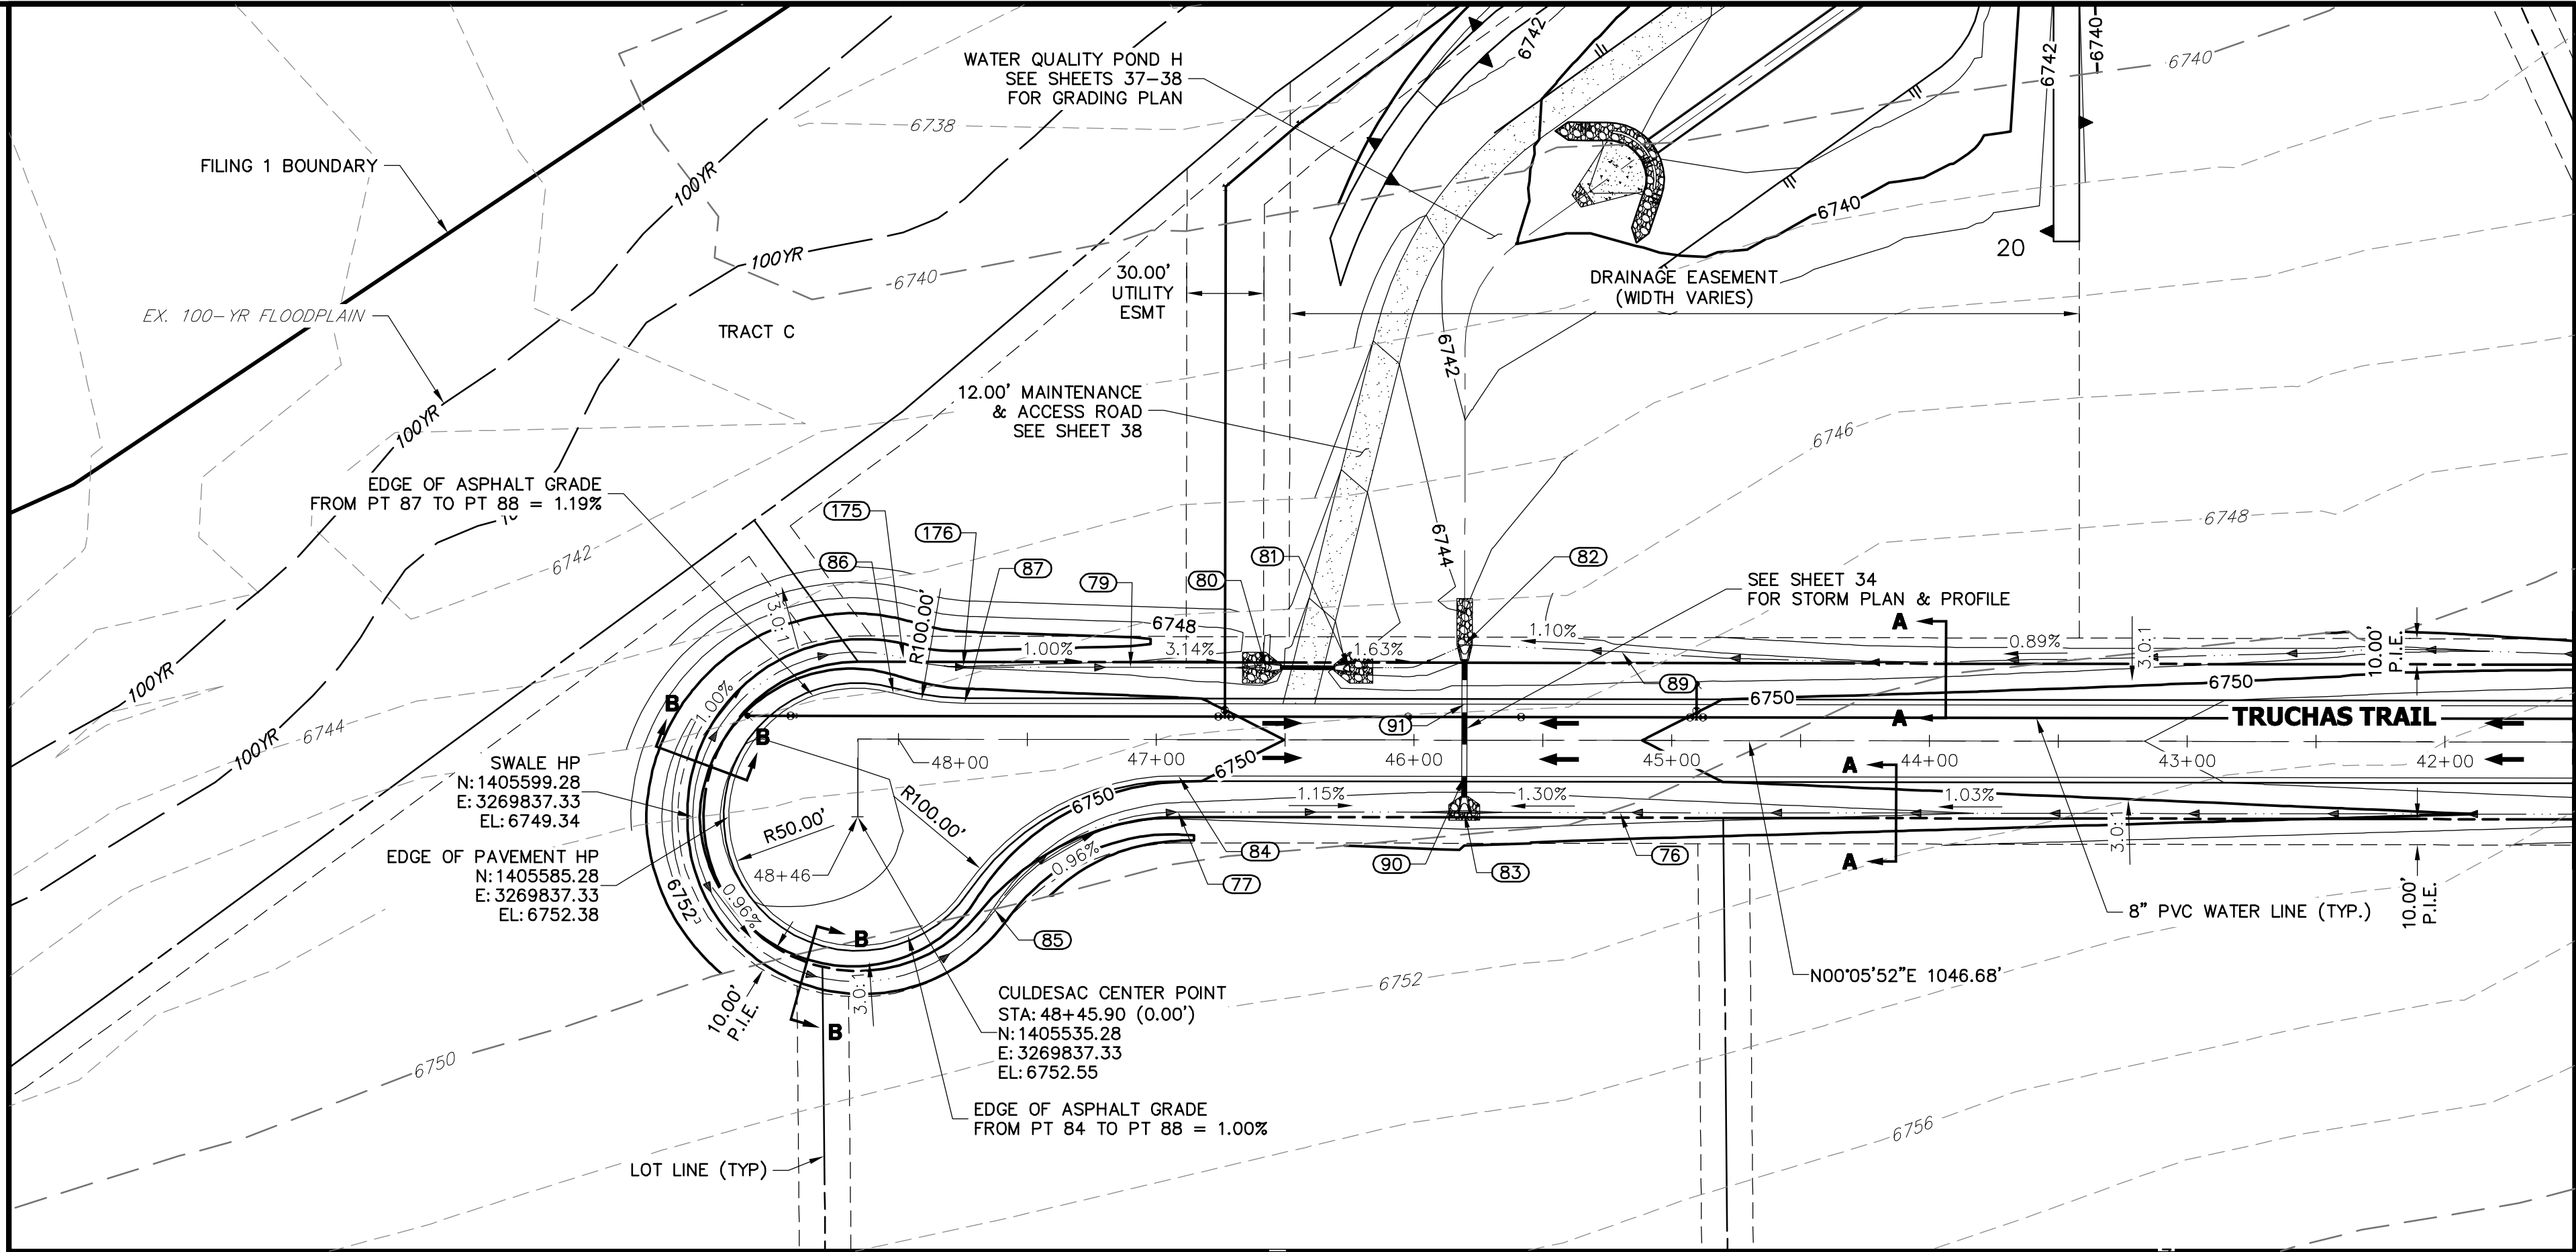 WATER QUALITY POND H
SEE SHEETS 37-38
FOR GRADING PLAN
6742
6742
6740
6740
6738
FILING 1 BOUNDARY
100YR
100YR
6740
20
6740
30.00'
UTILITY
ESMT
DRAINAGE EASEMENT
(WIDTH VARIES)
EX. 100-YR FLOODPLAIN
TRACT C
6742
12.00' MAINTENANCE
& ACCESS ROAD
SEE SHEET 38
100YR
6746
EDGE OF ASPHALT GRADE
FROM PT 87 TO PT 88 = 1.19%
175
176
6748
6742
86
87
79
80
81
6744
82
SEE SHEET 34
FOR STORM PLAN & PROFILE
3.0:1
R100.00'
6748
1.00%
3.14%
1.63%
1.10%
A
0.89%
3.0:1
10.00'
P.I.E.
100YR
B
1.00%
89
6750
6750
6744
100YR
B
91
A
TRUCHAS TRAIL
SWALE HP
N:1405599.28
E:3269837.33
EL:6749.34
48+00
47+00
6750
46+00
45+00
A
44+00
43+00
42+00
R100.00'
6750
1.15%
1.30%
1.03%
R50.00'
3.0:1
EDGE OF PAVEMENT HP
N:1405585.28
E:3269837.33
EL:6752.38
48+46
0.96%
84
77
90
83
76
A
6752
0.96%
85
B
8" PVC WATER LINE (TYP.)
10.00'
P.I.E.
6752
N00°05'52"E 1046.68'
10.00'
P.I.E.
3.0:1
B
CULDESAC CENTER POINT
STA: 48+45.90 (0.00')
N:1405535.28
E:3269837.33
EL:6752.55
6750
EDGE OF ASPHALT GRADE
FROM PT 84 TO PT 88 = 1.00%
6756
LOT LINE (TYP)